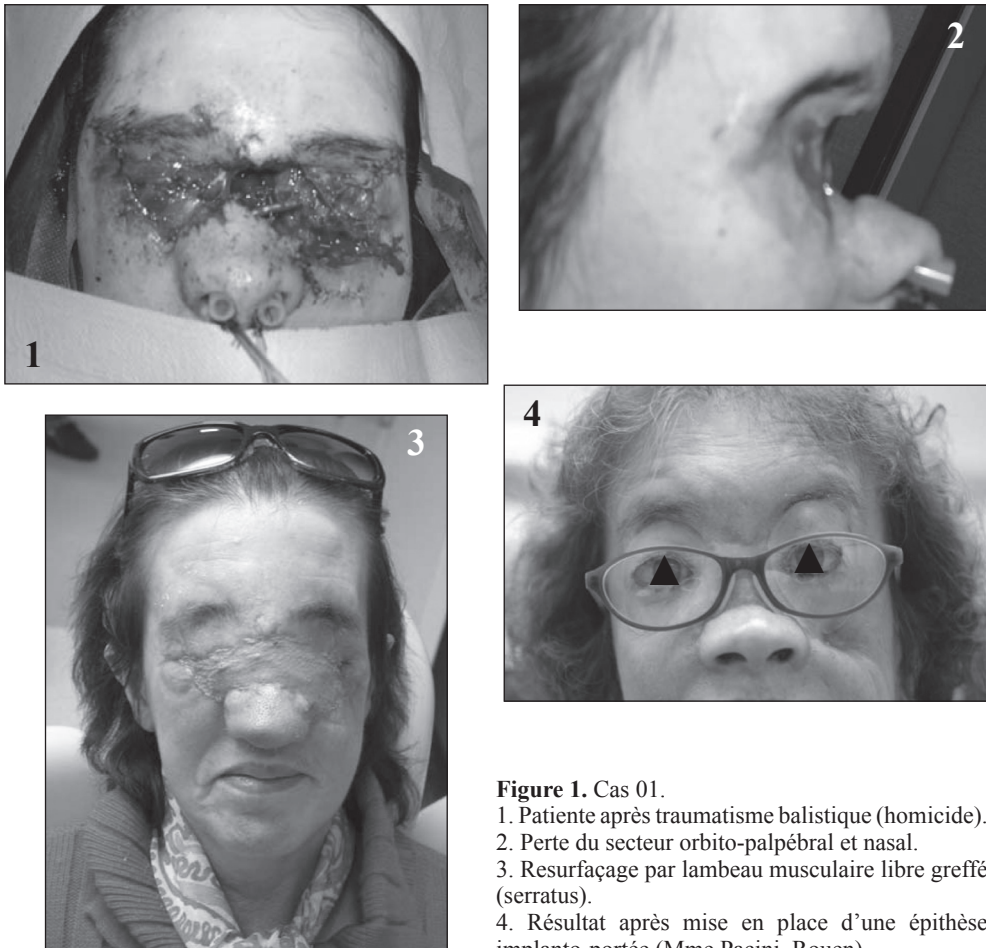 1
2
3
4
Figure 1. Cas 01.
1. Patiente après traumatisme balistique (homicide).
2. Perte du secteur orbito-palpébral et nasal.
3. Resurfaçage par lambeau musculaire libre greffé
(serratus).
4. Résultat après mise en place d'une épithèse
implanto-portée (Mme Pacini, Rouen)